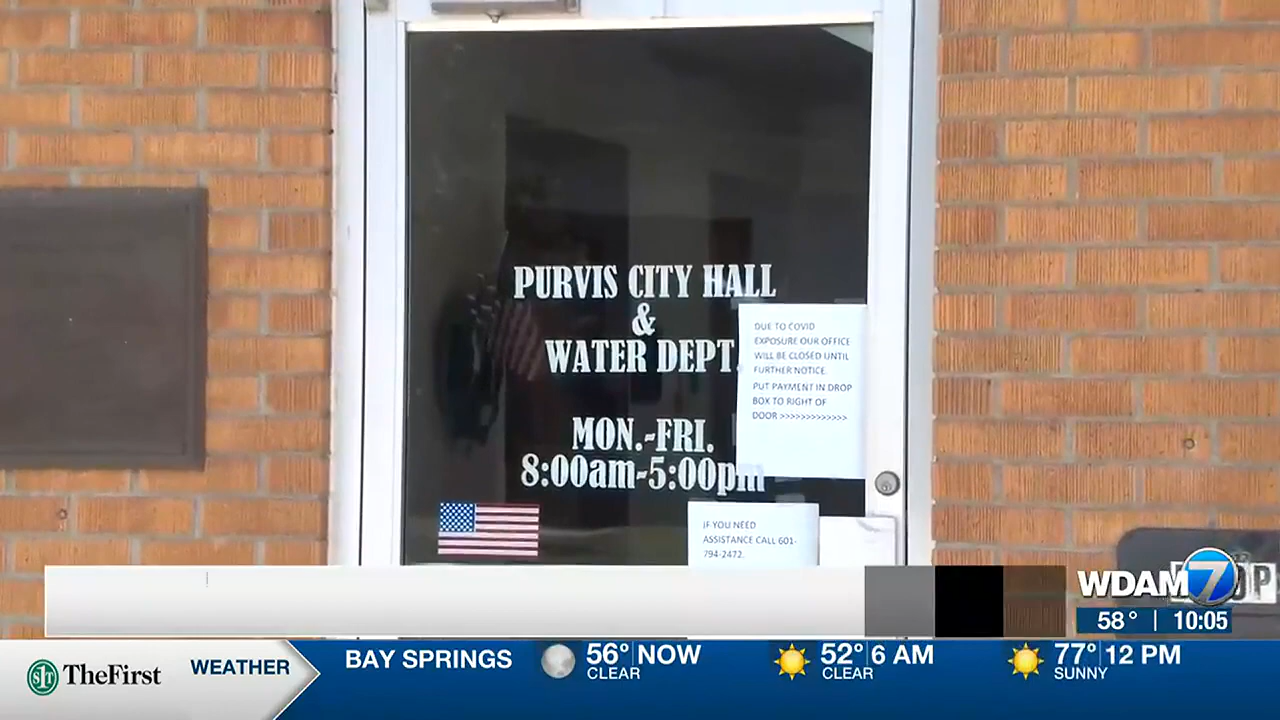 PURVIS CITY HALL
&
WATER DEPT.
MON.-FRI.
8:00am-5:00pm
DUE TO COVID
EXPOSURE OUR OFFICE
WILL BE CLOSED UNTIL
FURTHER NOTICE.
PUT PAYMENT IN DROP
BOX TO RIGHT OF
DOOR >>>>>>>>>>>>>
IF YOU NEED
ASSISTANCE CALL 601-
794-2472.
WDAM 7
58° | 10:05
TheFirst
WEATHER
BAY SPRINGS
56° NOW
CLEAR
52° 6 AM
CLEAR
77° 12 PM
SUNNY